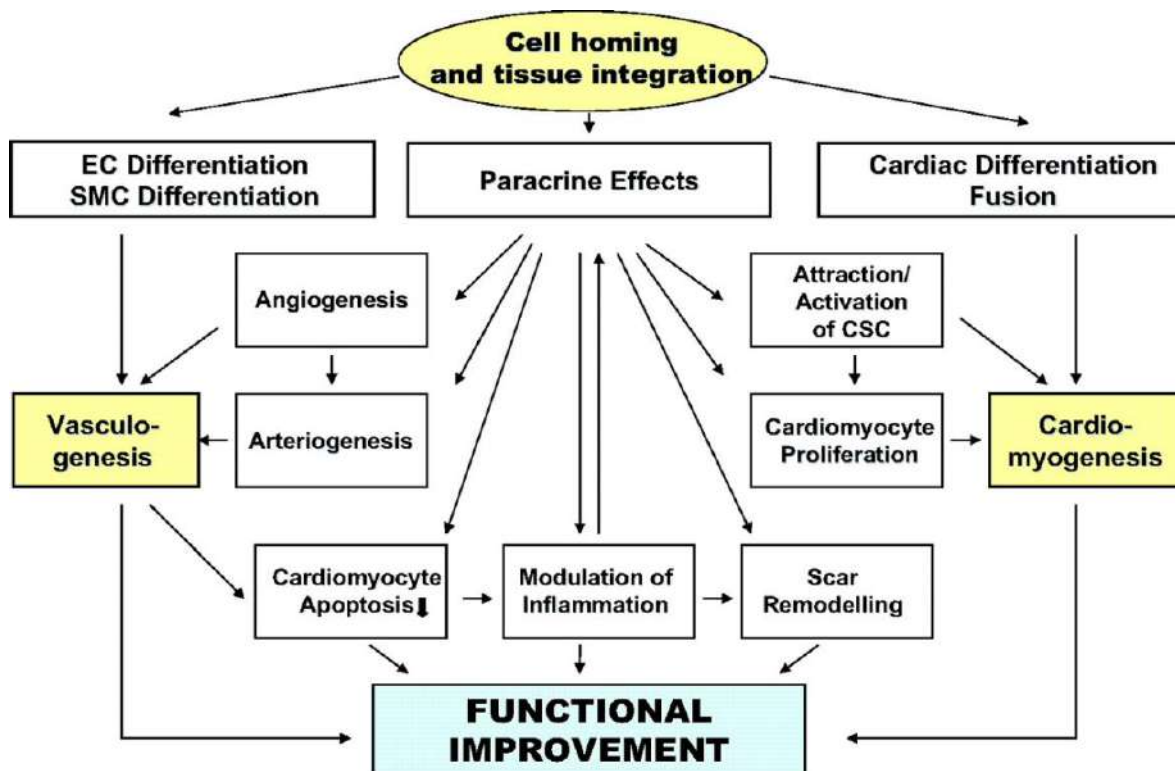 Cell homing
and tissue integration
EC Differentiation
SMC Differentiation
Paracrine Effects
Cardiac Differentiation
Fusion
Angiogenesis
Attraction/
Activation
of CSC
Vasculo-
genesis
Arteriogenesis
Cardiomyocyte
Proliferation
Cardio-
myogenesis
Cardiomyocyte
Apoptosis⬇
Modulation of
Inflammation
Scar
Remodelling
FUNCTIONAL
IMPROVEMENT